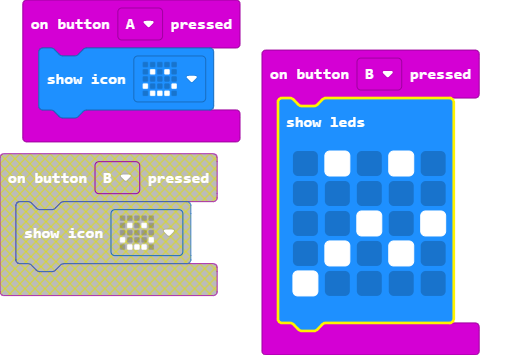 on button A pressed
show icon
on button B pressed
show icon
on button B pressed
show leds